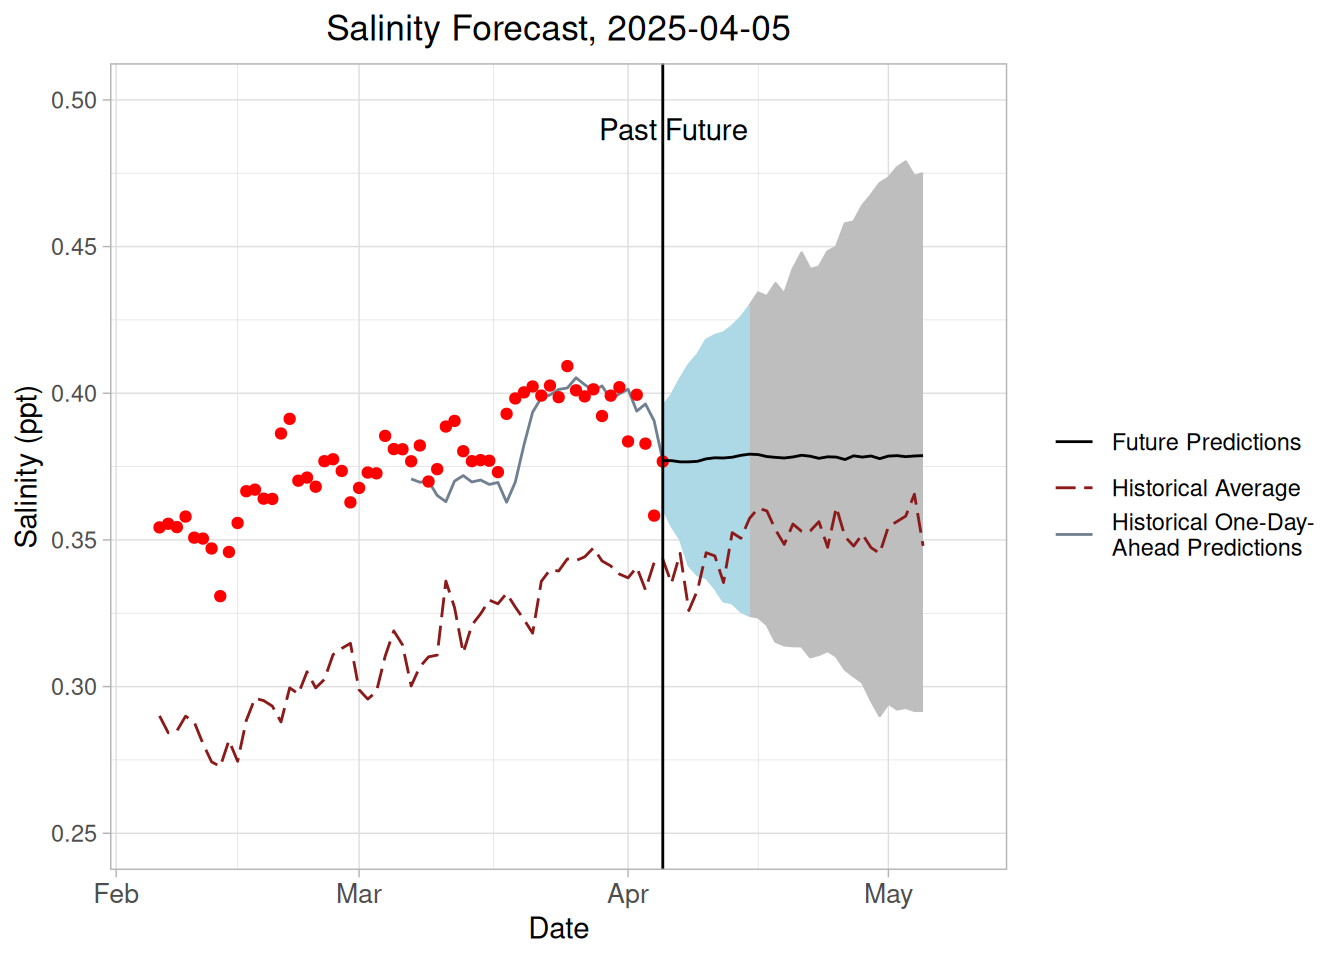 Salinity Forecast, 2025-04-05
Past Future
0.50
0.45
0.40
0.35
0.30
0.25
Salinity (ppt)
Feb Mar Apr May
Date
Future Predictions
Historical Average
Historical One-Day-
Ahead Predictions